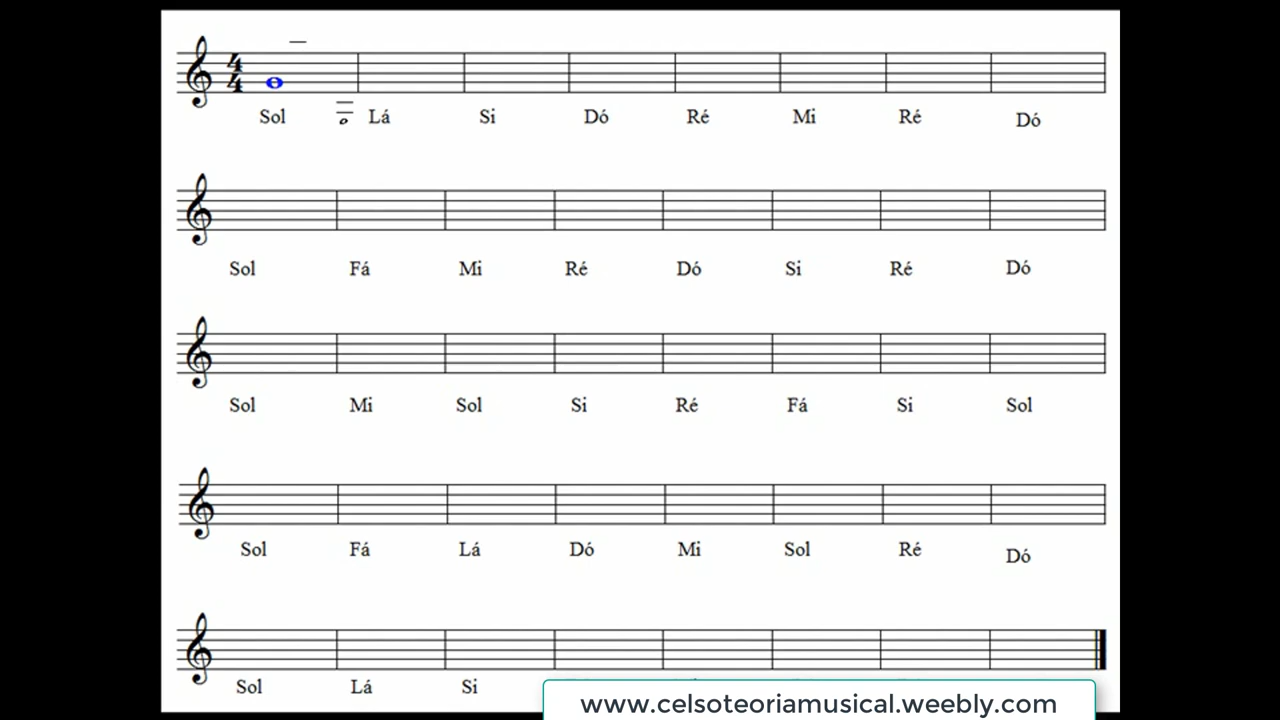 4
4
Sol Lá Si Dó Ré Mi Ré Dó
Sol Fá Mi Ré Dó Si Ré Dó
Sol Mi Sol Si Ré Fá Si Sol
Sol Fá Lá Dó Mi Sol Ré Dó
Sol Lá Si
www.celsoteoriamusical.weebly.com